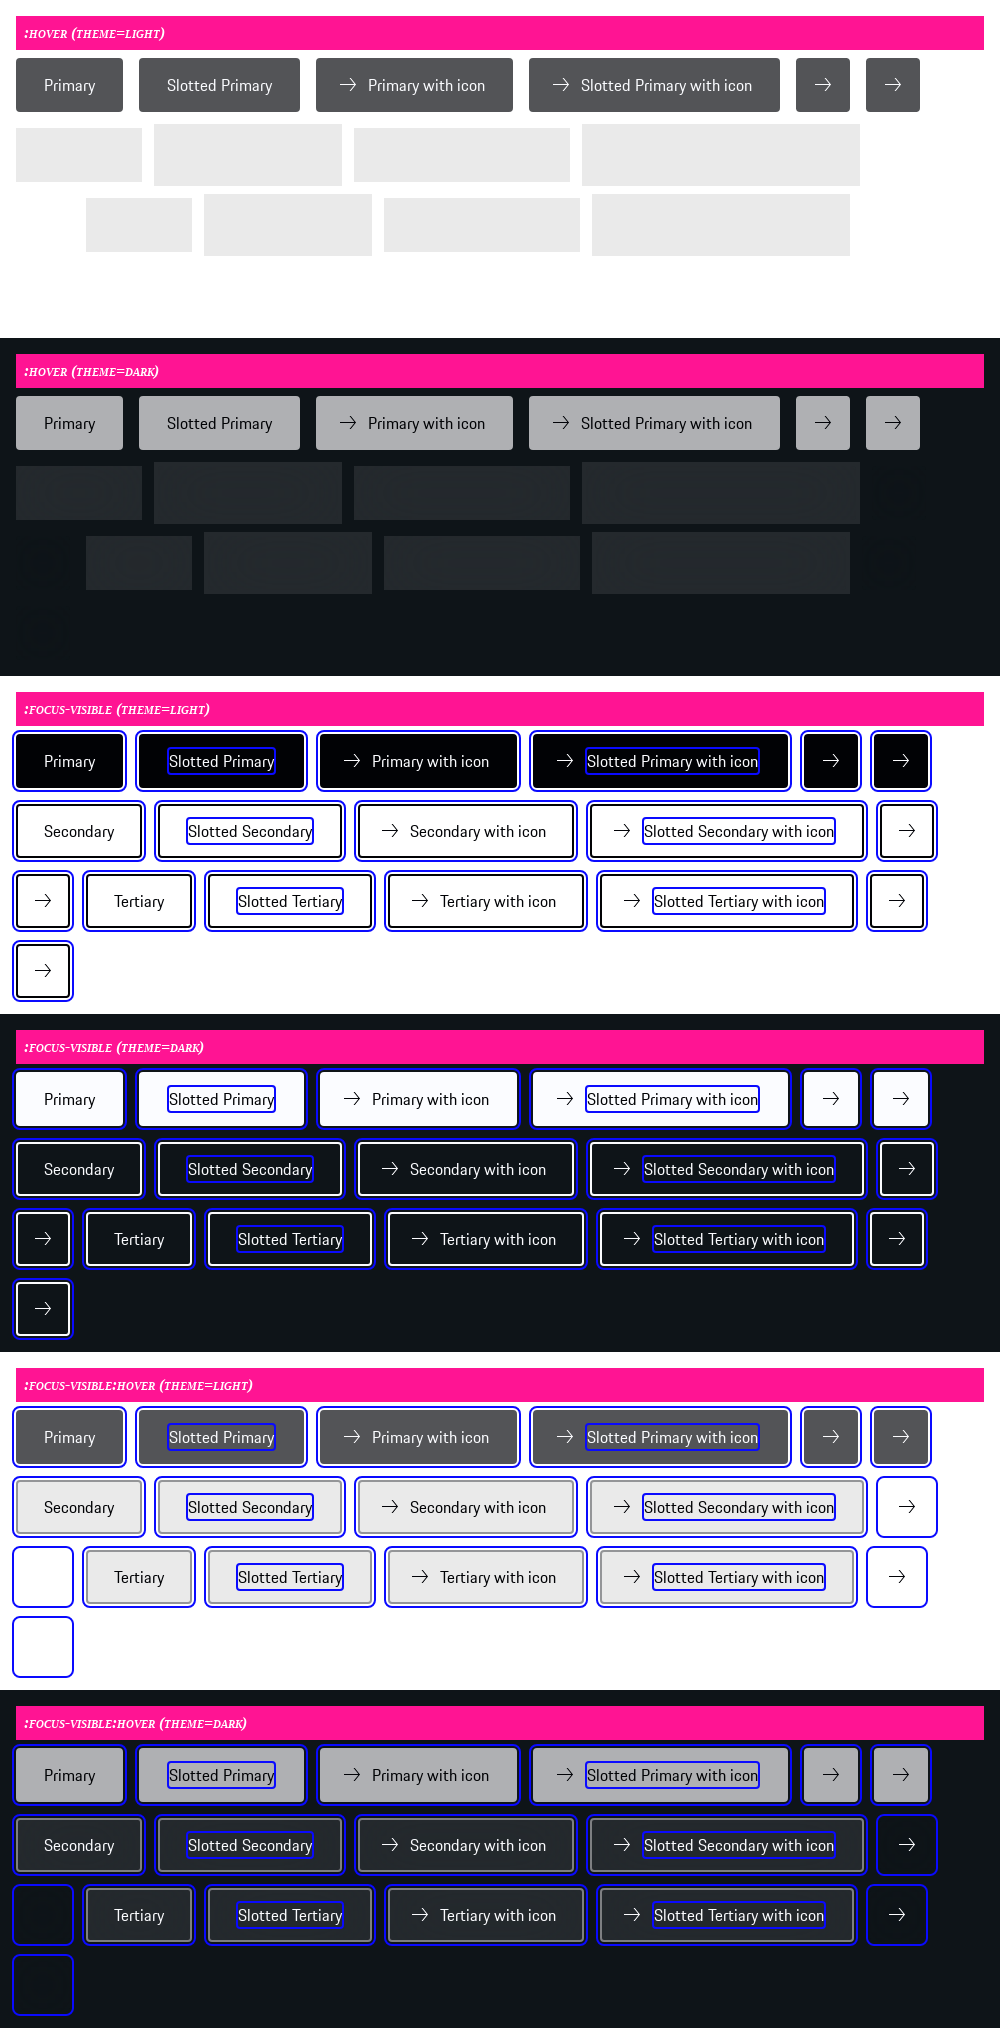 :hover (theme=light)
Primary Slotted Primary Primary with icon Slotted Primary with icon
:hover (theme=dark)
Primary Slotted Primary Primary with icon Slotted Primary with icon
:focus-visible (theme=light)
Primary Slotted Primary Primary with icon Slotted Primary with icon
Secondary Slotted Secondary Secondary with icon Slotted Secondary with icon
Tertiary Slotted Tertiary Tertiary with icon Slotted Tertiary with icon
:focus-visible (theme=dark)
Primary Slotted Primary Primary with icon Slotted Primary with icon
Secondary Slotted Secondary Secondary with icon Slotted Secondary with icon
Tertiary Slotted Tertiary Tertiary with icon Slotted Tertiary with icon
:focus-visible:hover (theme=light)
Primary Slotted Primary Primary with icon Slotted Primary with icon
Secondary Slotted Secondary Secondary with icon Slotted Secondary with icon
Tertiary Slotted Tertiary Tertiary with icon Slotted Tertiary with icon
:focus-visible:hover (theme=dark)
Primary Slotted Primary Primary with icon Slotted Primary with icon
Secondary Slotted Secondary Secondary with icon Slotted Secondary with icon
Tertiary Slotted Tertiary Tertiary with icon Slotted Tertiary with icon